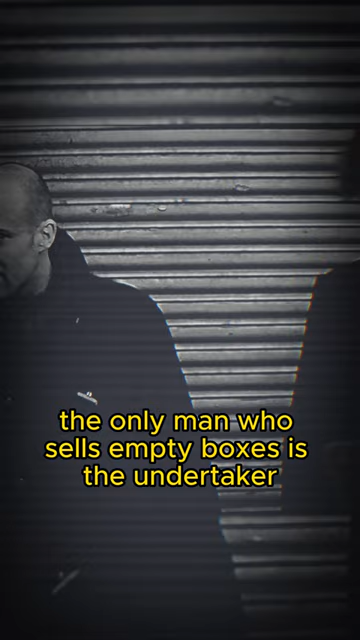 the only man who
sells empty boxes is
the undertaker